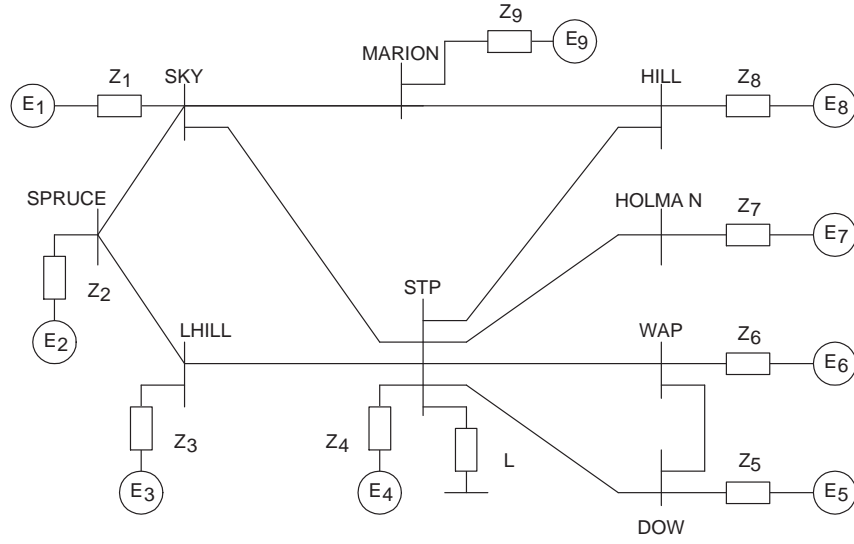 Z9
MARION
E9
Z1
SKY
HILL
Z8
E1
E8
SPRUCE
HOLMA N
Z7
E7
Z2
STP
E2
LHILL
WAP
Z6
E6
Z3
Z4
L
Z5
E3
E4
E5
DOW